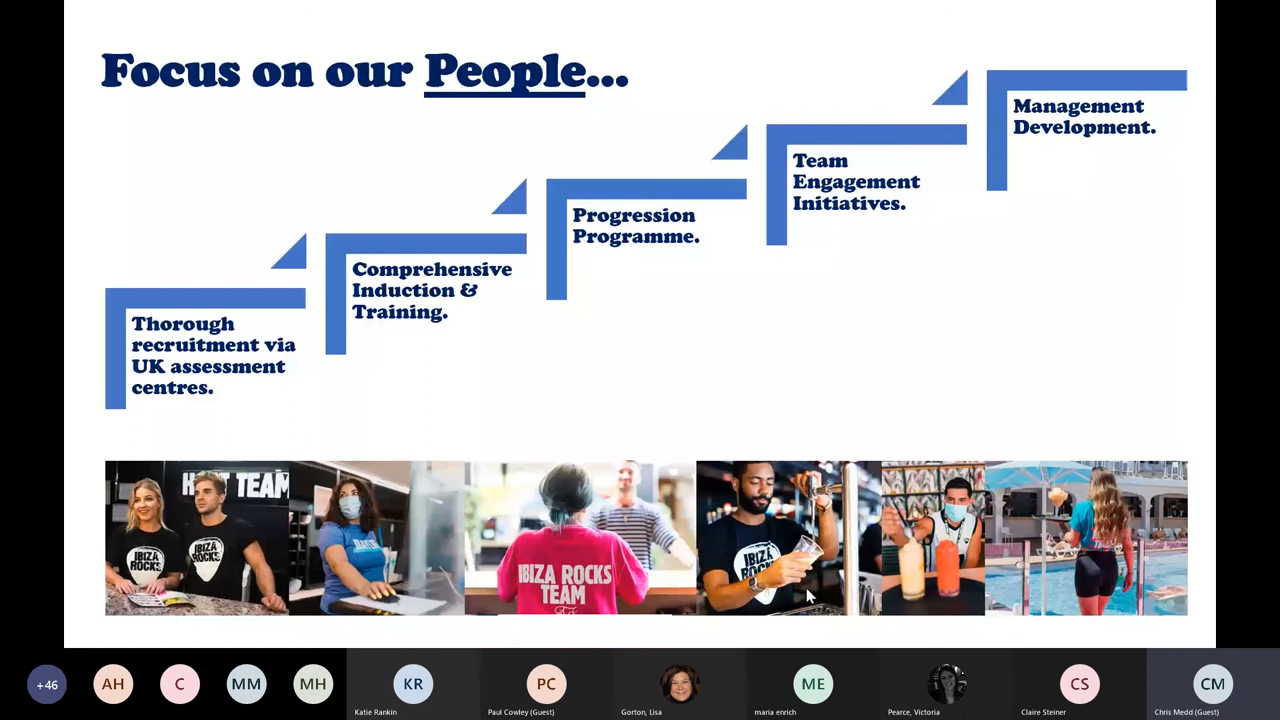 Focus on our People...
Management
Development.
Team
Engagement
Initiatives.
Progression
Programme.
Comprehensive
Induction &
Training.
Thorough
recruitment via
UK assessment
centres.
IBIZA
ROCKS
IBIZA
ROCKS
IBIZA ROCKS
TEAM
IBIZA
ROCKS
+46
AH
C
MM
MH
KR
PC
ME
CS
CM
Katie Rankin
Paul Cowley (Guest)
Gorton, Lisa
maria enrich
Pearce, Victoria
Claire Steiner
Chris Medd (Guest)